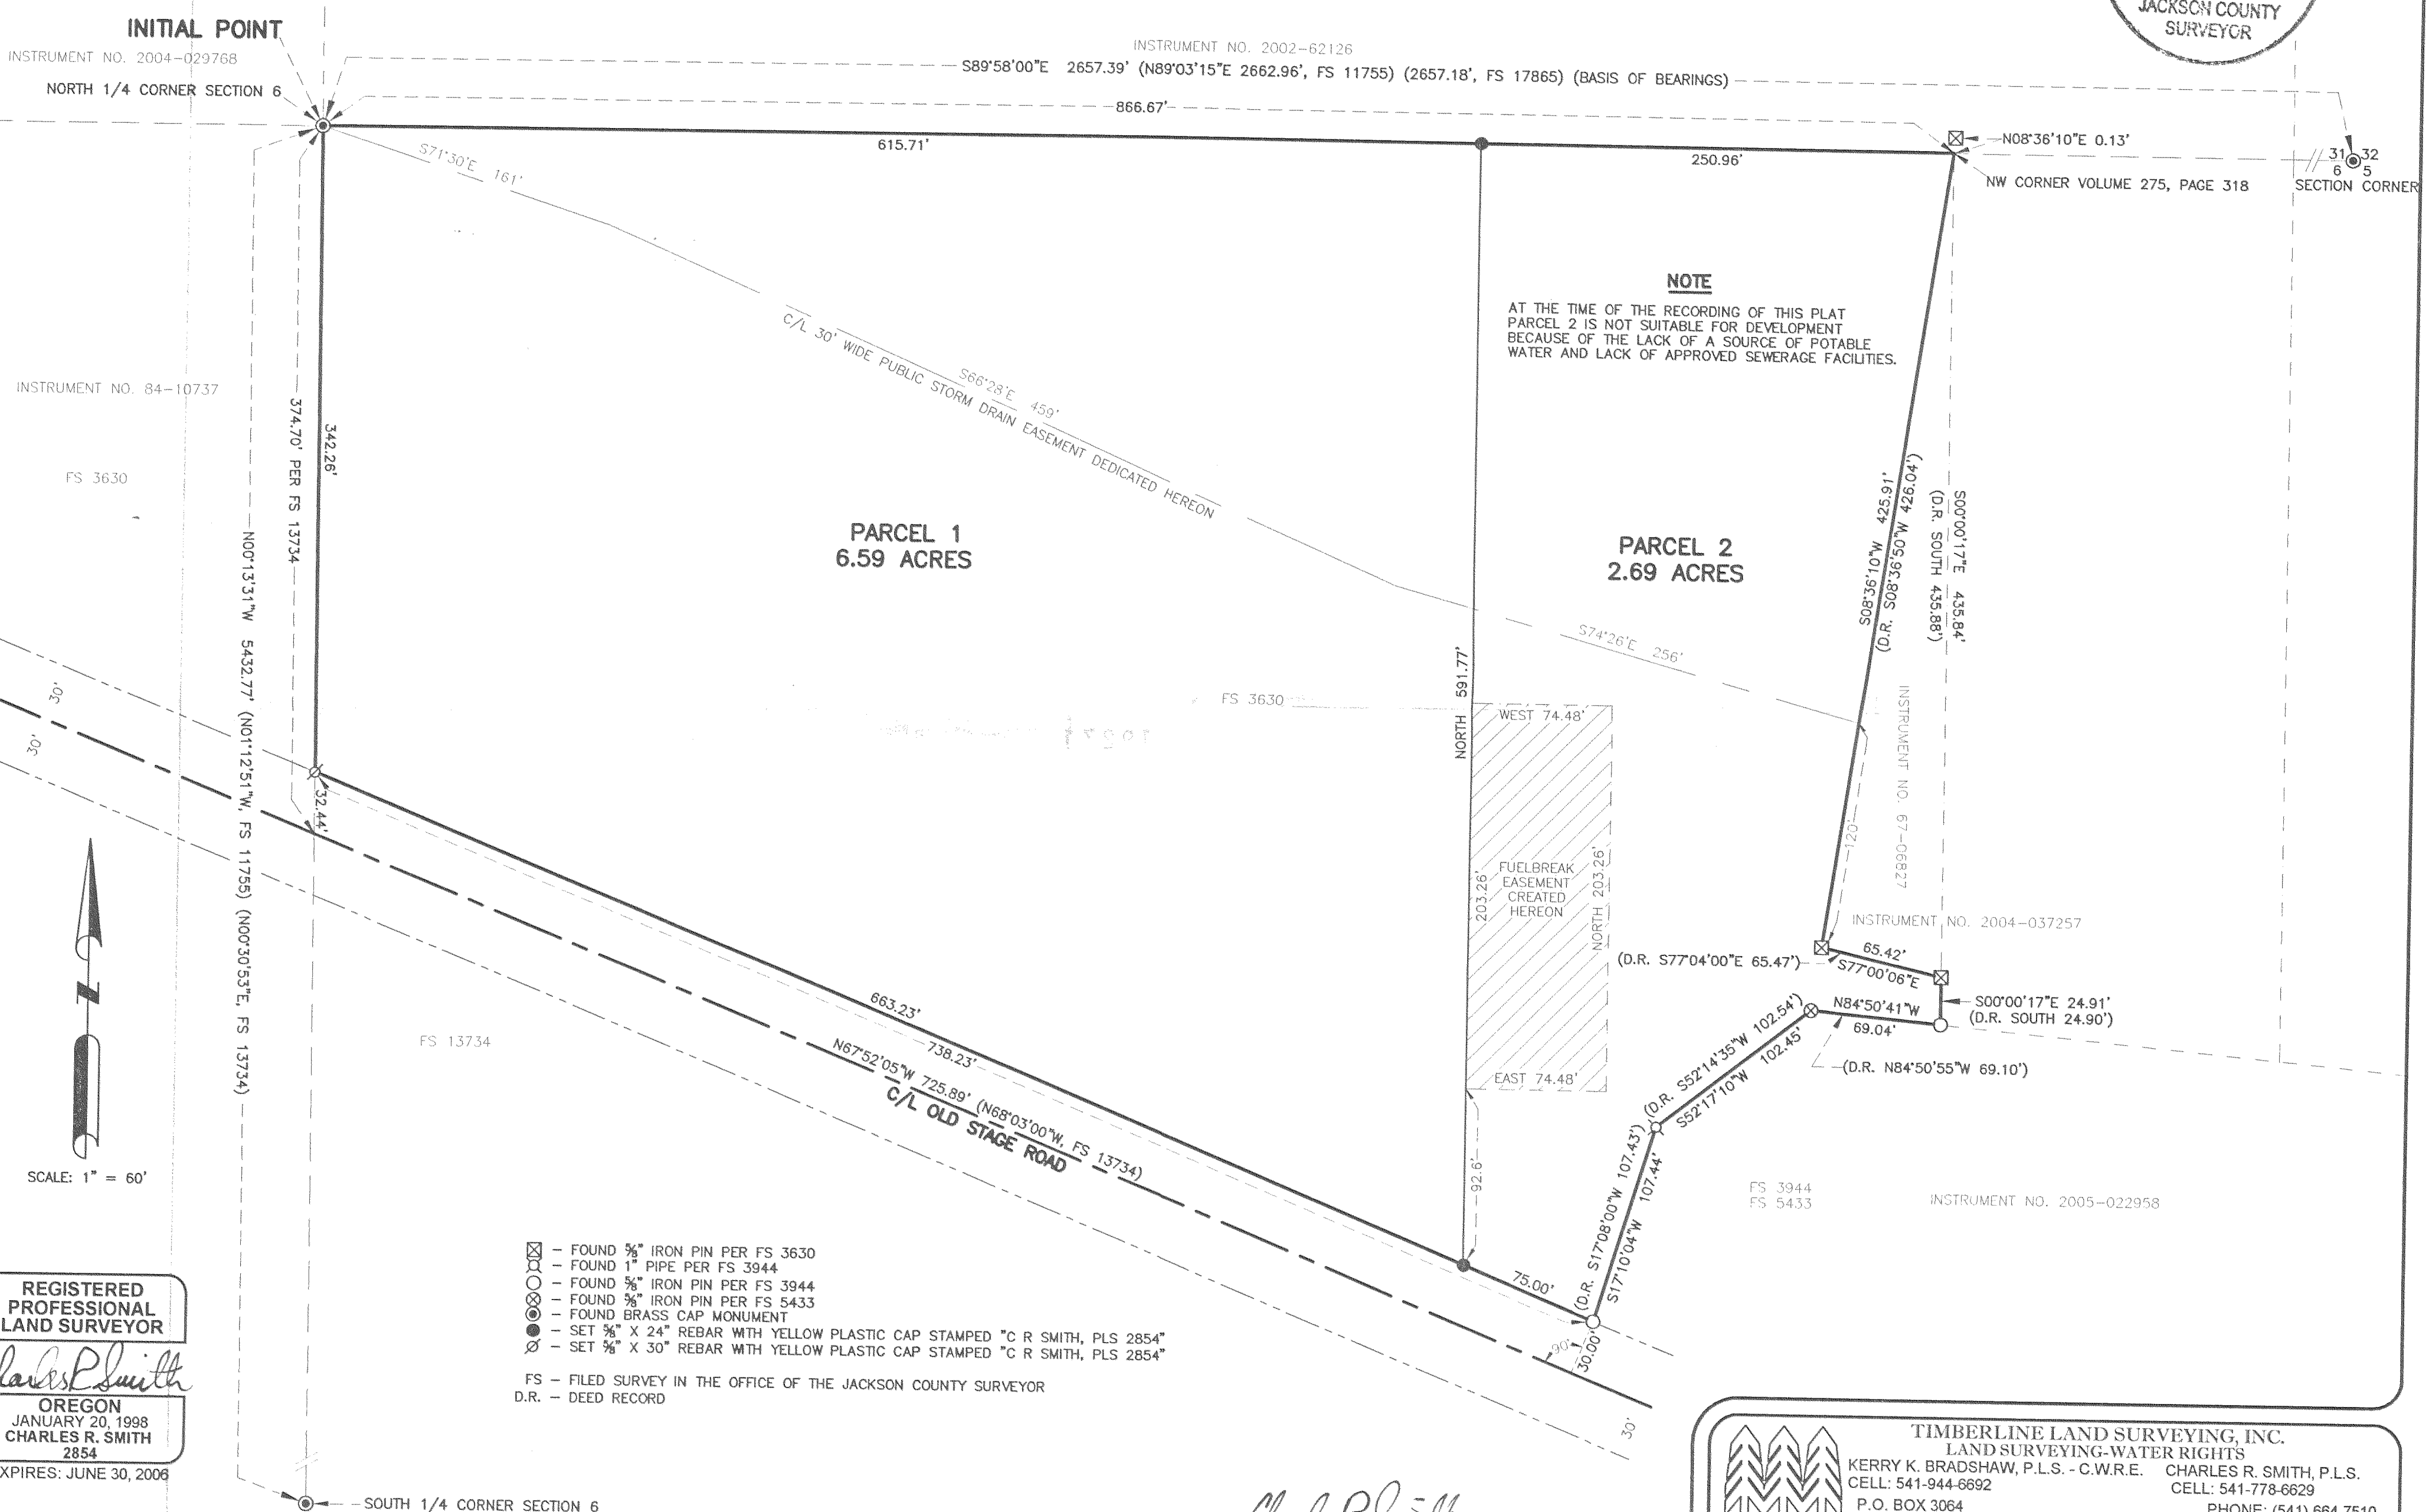 JACKSON COUNTY
SURVEYOR
INITIAL POINT
INSTRUMENT NO. 2004-029768
NORTH 1/4 CORNER SECTION 6
INSTRUMENT NO. 2002-62126
S89°58'00"E 2657.39' (N89°03'15"E 2662.96', FS 11755) (2657.18', FS 17865) (BASIS OF BEARINGS)
866.67'
615.71'
250.96'
N08°36'10"E 0.13'
NW CORNER VOLUME 275, PAGE 318
31 32
6 5
SECTION CORNER
S71°30'E 161'
C/L 30' WIDE PUBLIC STORM DRAIN EASEMENT DEDICATED HEREON
S66°28'E 459'
NOTE
AT THE TIME OF THE RECORDING OF THIS PLAT
PARCEL 2 IS NOT SUITABLE FOR DEVELOPMENT
BECAUSE OF THE LACK OF A SOURCE OF POTABLE
WATER AND LACK OF APPROVED SEWERAGE FACILITIES.
INSTRUMENT NO. 84-10737
FS 3630
374.70' PER FS 13734
342.26'
N00°13'31"W 5432.77' (N01°12'51"W, FS 11755) (N00°30'53"E, FS 13734)
PARCEL 1
6.59 ACRES
PARCEL 2
2.69 ACRES
S08°36'10"W 425.91'
(D.R. S08°36'50"W 426.04')
S00°00'17"E 435.84'
(D.R. SOUTH 435.88')
S74°26'E 256'
NORTH 591.77'
FS 3630
WEST 74.48'
INSTRUMENT NO. 67-06827
120'
30'
30'
32.44'
203.26'
FUELBREAK
EASEMENT
CREATED
HEREON
NORTH 203.26'
EAST 74.48'
92.6'
INSTRUMENT NO. 2004-037257
(D.R. S77°04'00"E 65.47')
65.42'
S77°00'06"E
S00°00'17"E 24.91'
(D.R. SOUTH 24.90')
N84°50'41"W
69.04'
(D.R. N84°50'55"W 69.10')
(D.R. S52°14'35"W 102.54')
S52°17'10"W 102.45'
(D.R. S17°08'00"W 107.43')
S17°10'04"W 107.44'
663.23'
738.23'
N67°52'05"W 725.89' (N68°03'00"W, FS 13734)
C/L OLD STAGE ROAD
75.00'
90°
30.00'
30'
FS 13734
FS 3944
FS 5433
INSTRUMENT NO. 2005-022958
N
SCALE: 1" = 60'
- FOUND 5/8" IRON PIN PER FS 3630
- FOUND 1" PIPE PER FS 3944
- FOUND 5/8" IRON PIN PER FS 3944
- FOUND 5/8" IRON PIN PER FS 5433
- FOUND BRASS CAP MONUMENT
- SET 5/8" X 24" REBAR WITH YELLOW PLASTIC CAP STAMPED "C R SMITH, PLS 2854"
- SET 5/8" X 30" REBAR WITH YELLOW PLASTIC CAP STAMPED "C R SMITH, PLS 2854"
FS - FILED SURVEY IN THE OFFICE OF THE JACKSON COUNTY SURVEYOR
D.R. - DEED RECORD
REGISTERED
PROFESSIONAL
LAND SURVEYOR
Charles R Smith
OREGON
JANUARY 20, 1998
CHARLES R. SMITH
2854
XPIRES: JUNE 30, 2006
SOUTH 1/4 CORNER SECTION 6
TIMBERLINE LAND SURVEYING, INC.
LAND SURVEYING-WATER RIGHTS
KERRY K. BRADSHAW, P.L.S. - C.W.R.E. CHARLES R. SMITH, P.L.S.
CELL: 541-944-6692 CELL: 541-778-6629
P.O. BOX 3064
PHONE: (541) 664-7510